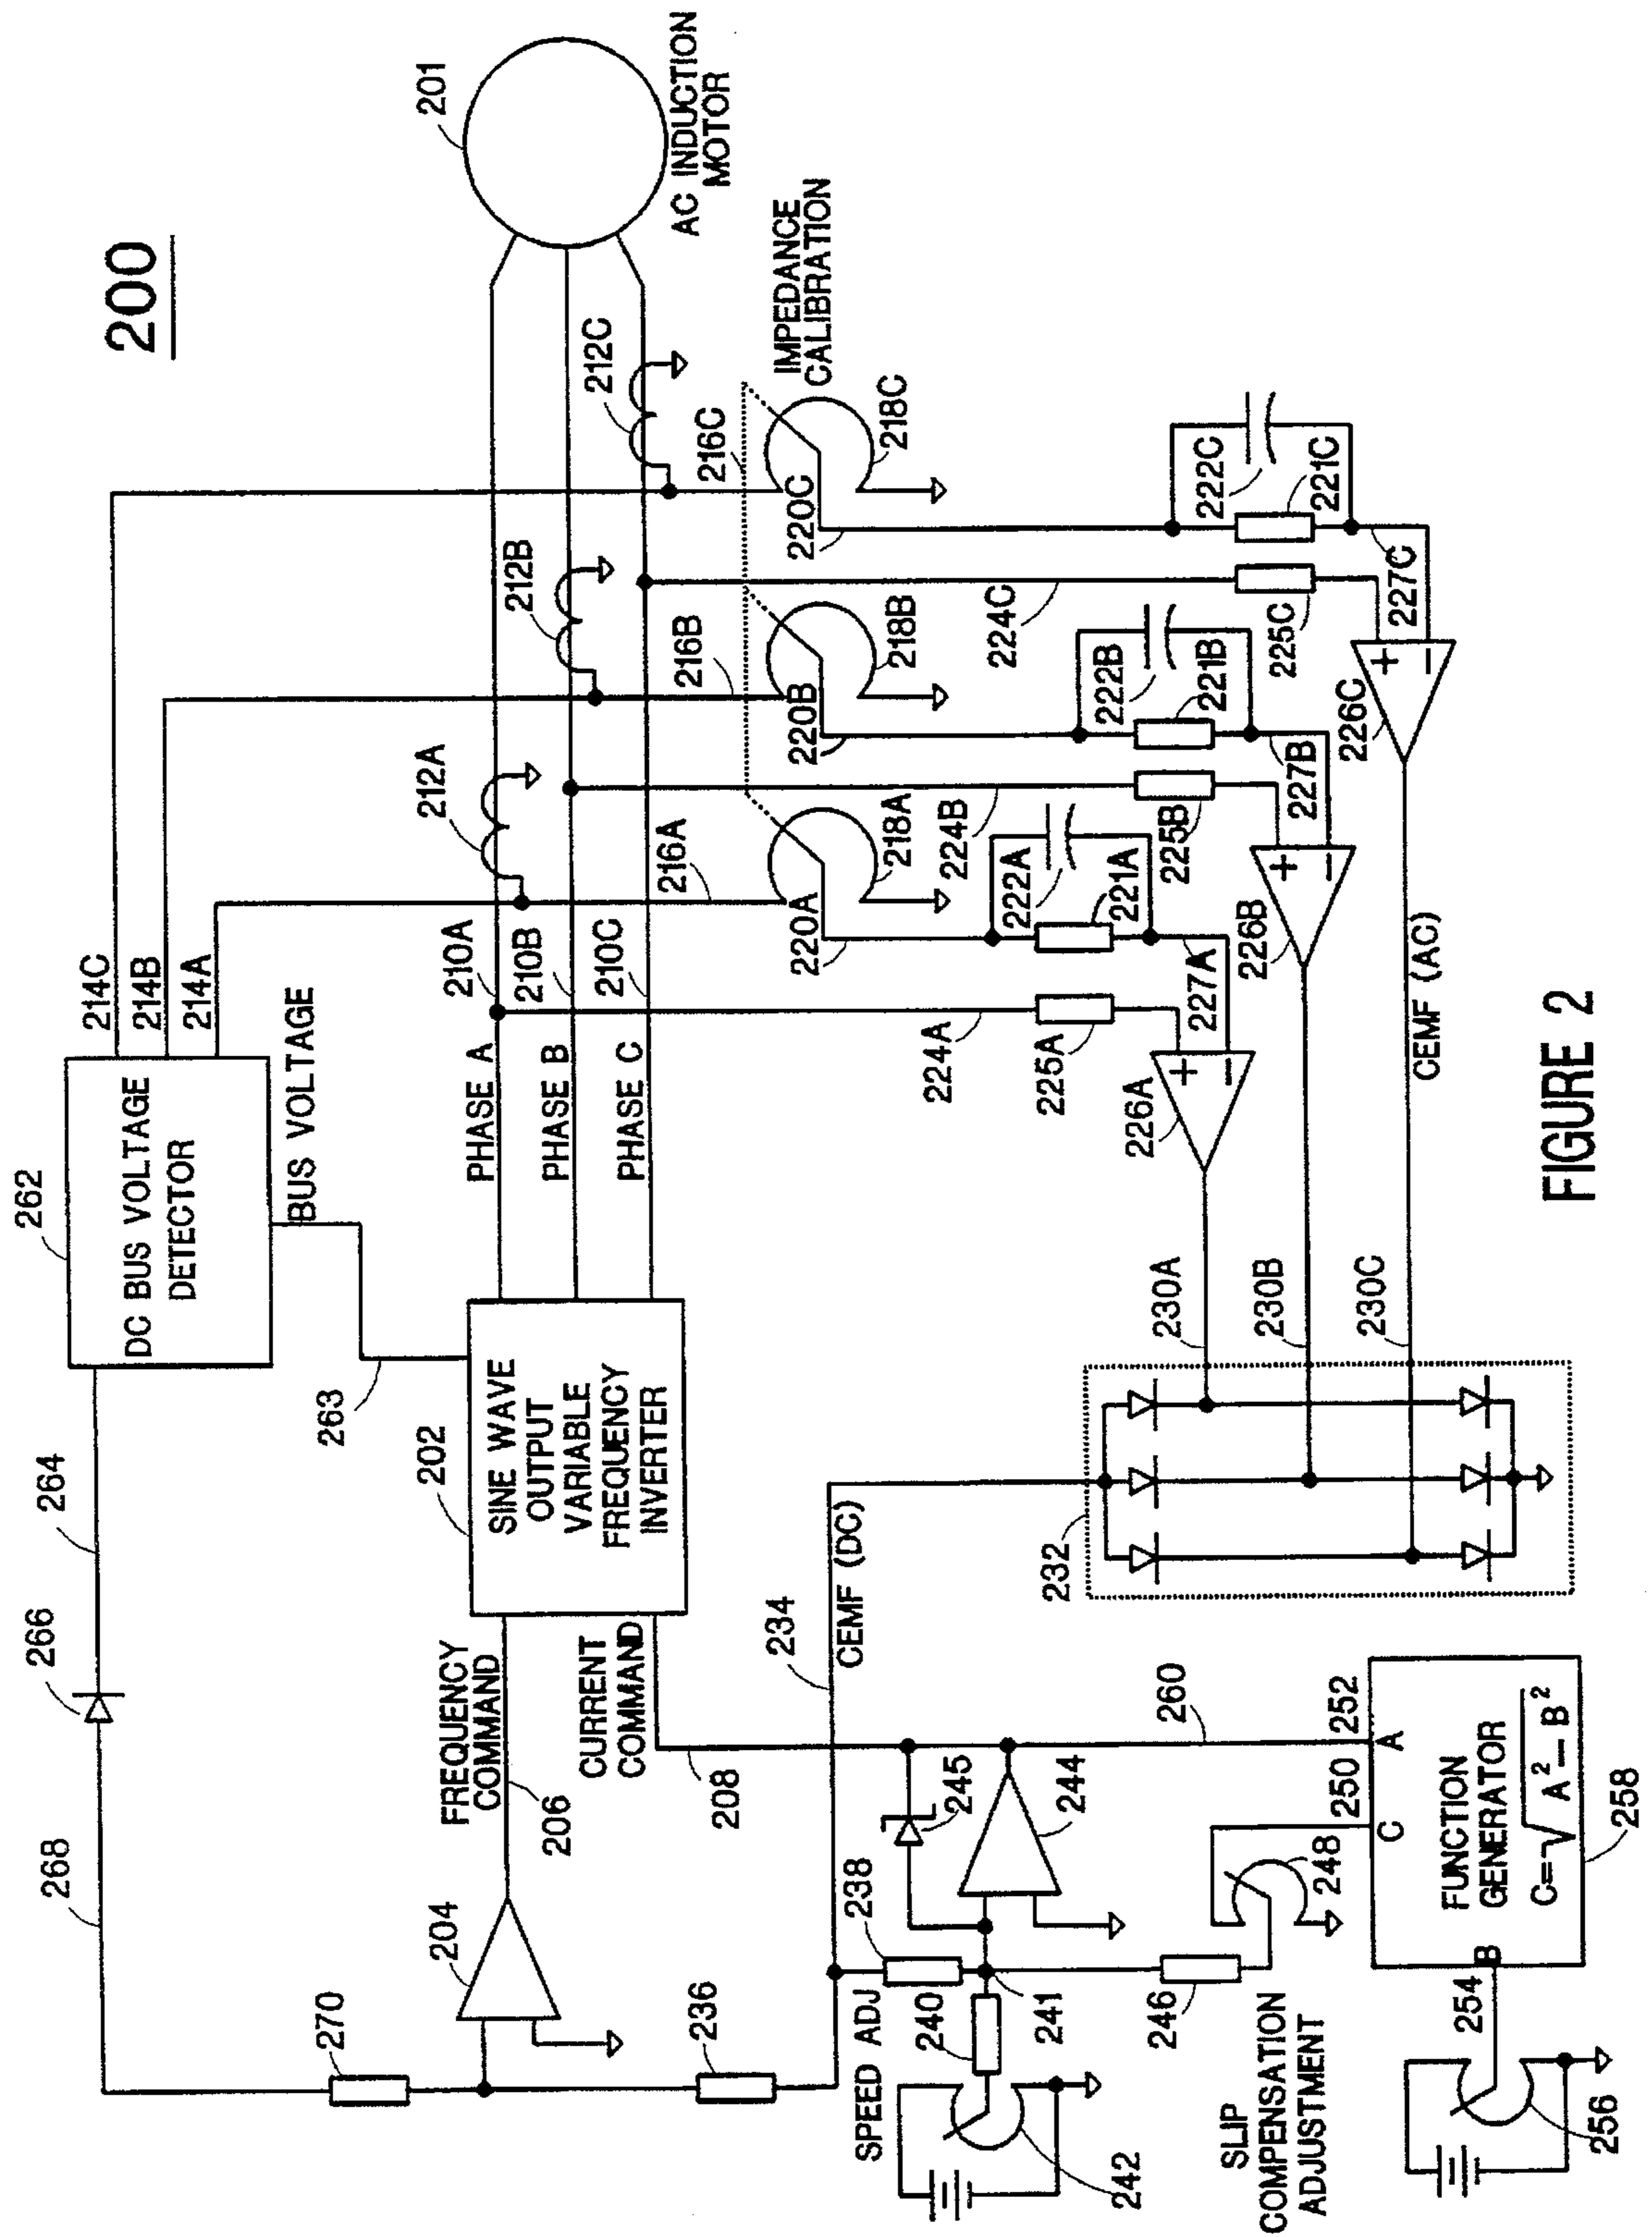 200
262
DC BUS VOLTAGE
DETECTOR
214C
214B
214A
BUS VOLTAGE
263
264
266
268
270
204
206
FREQUENCY
COMMAND
202
SINE WAVE
OUTPUT
VARIABLE
FREQUENCY
INVERTER
CURRENT
COMMAND
208
PHASE A
PHASE B
PHASE C
210A
210B
210C
212A
212B
212C
201
AC INDUCTION
MOTOR
216A
216B
216C
IMPEDANCE
CALIBRATION
218A
218B
218C
220A
220B
220C
222A
221A
222B
221B
222C
221C
224A
224B
224C
225A
225B
225C
227A
227B
227C
226A
226B
226C
+
−
+
−
+
−
230A
230B
230C
CEMF (AC)
232
234
CEMF (DC)
236
238
SPEED ADJ
240
241
242
244
245
246
248
SLIP
COMPENSATION
ADJUSTMENT
260
250
252
C
A
FUNCTION
GENERATOR
C=√A²−B²
B
254
256
258
FIGURE 2